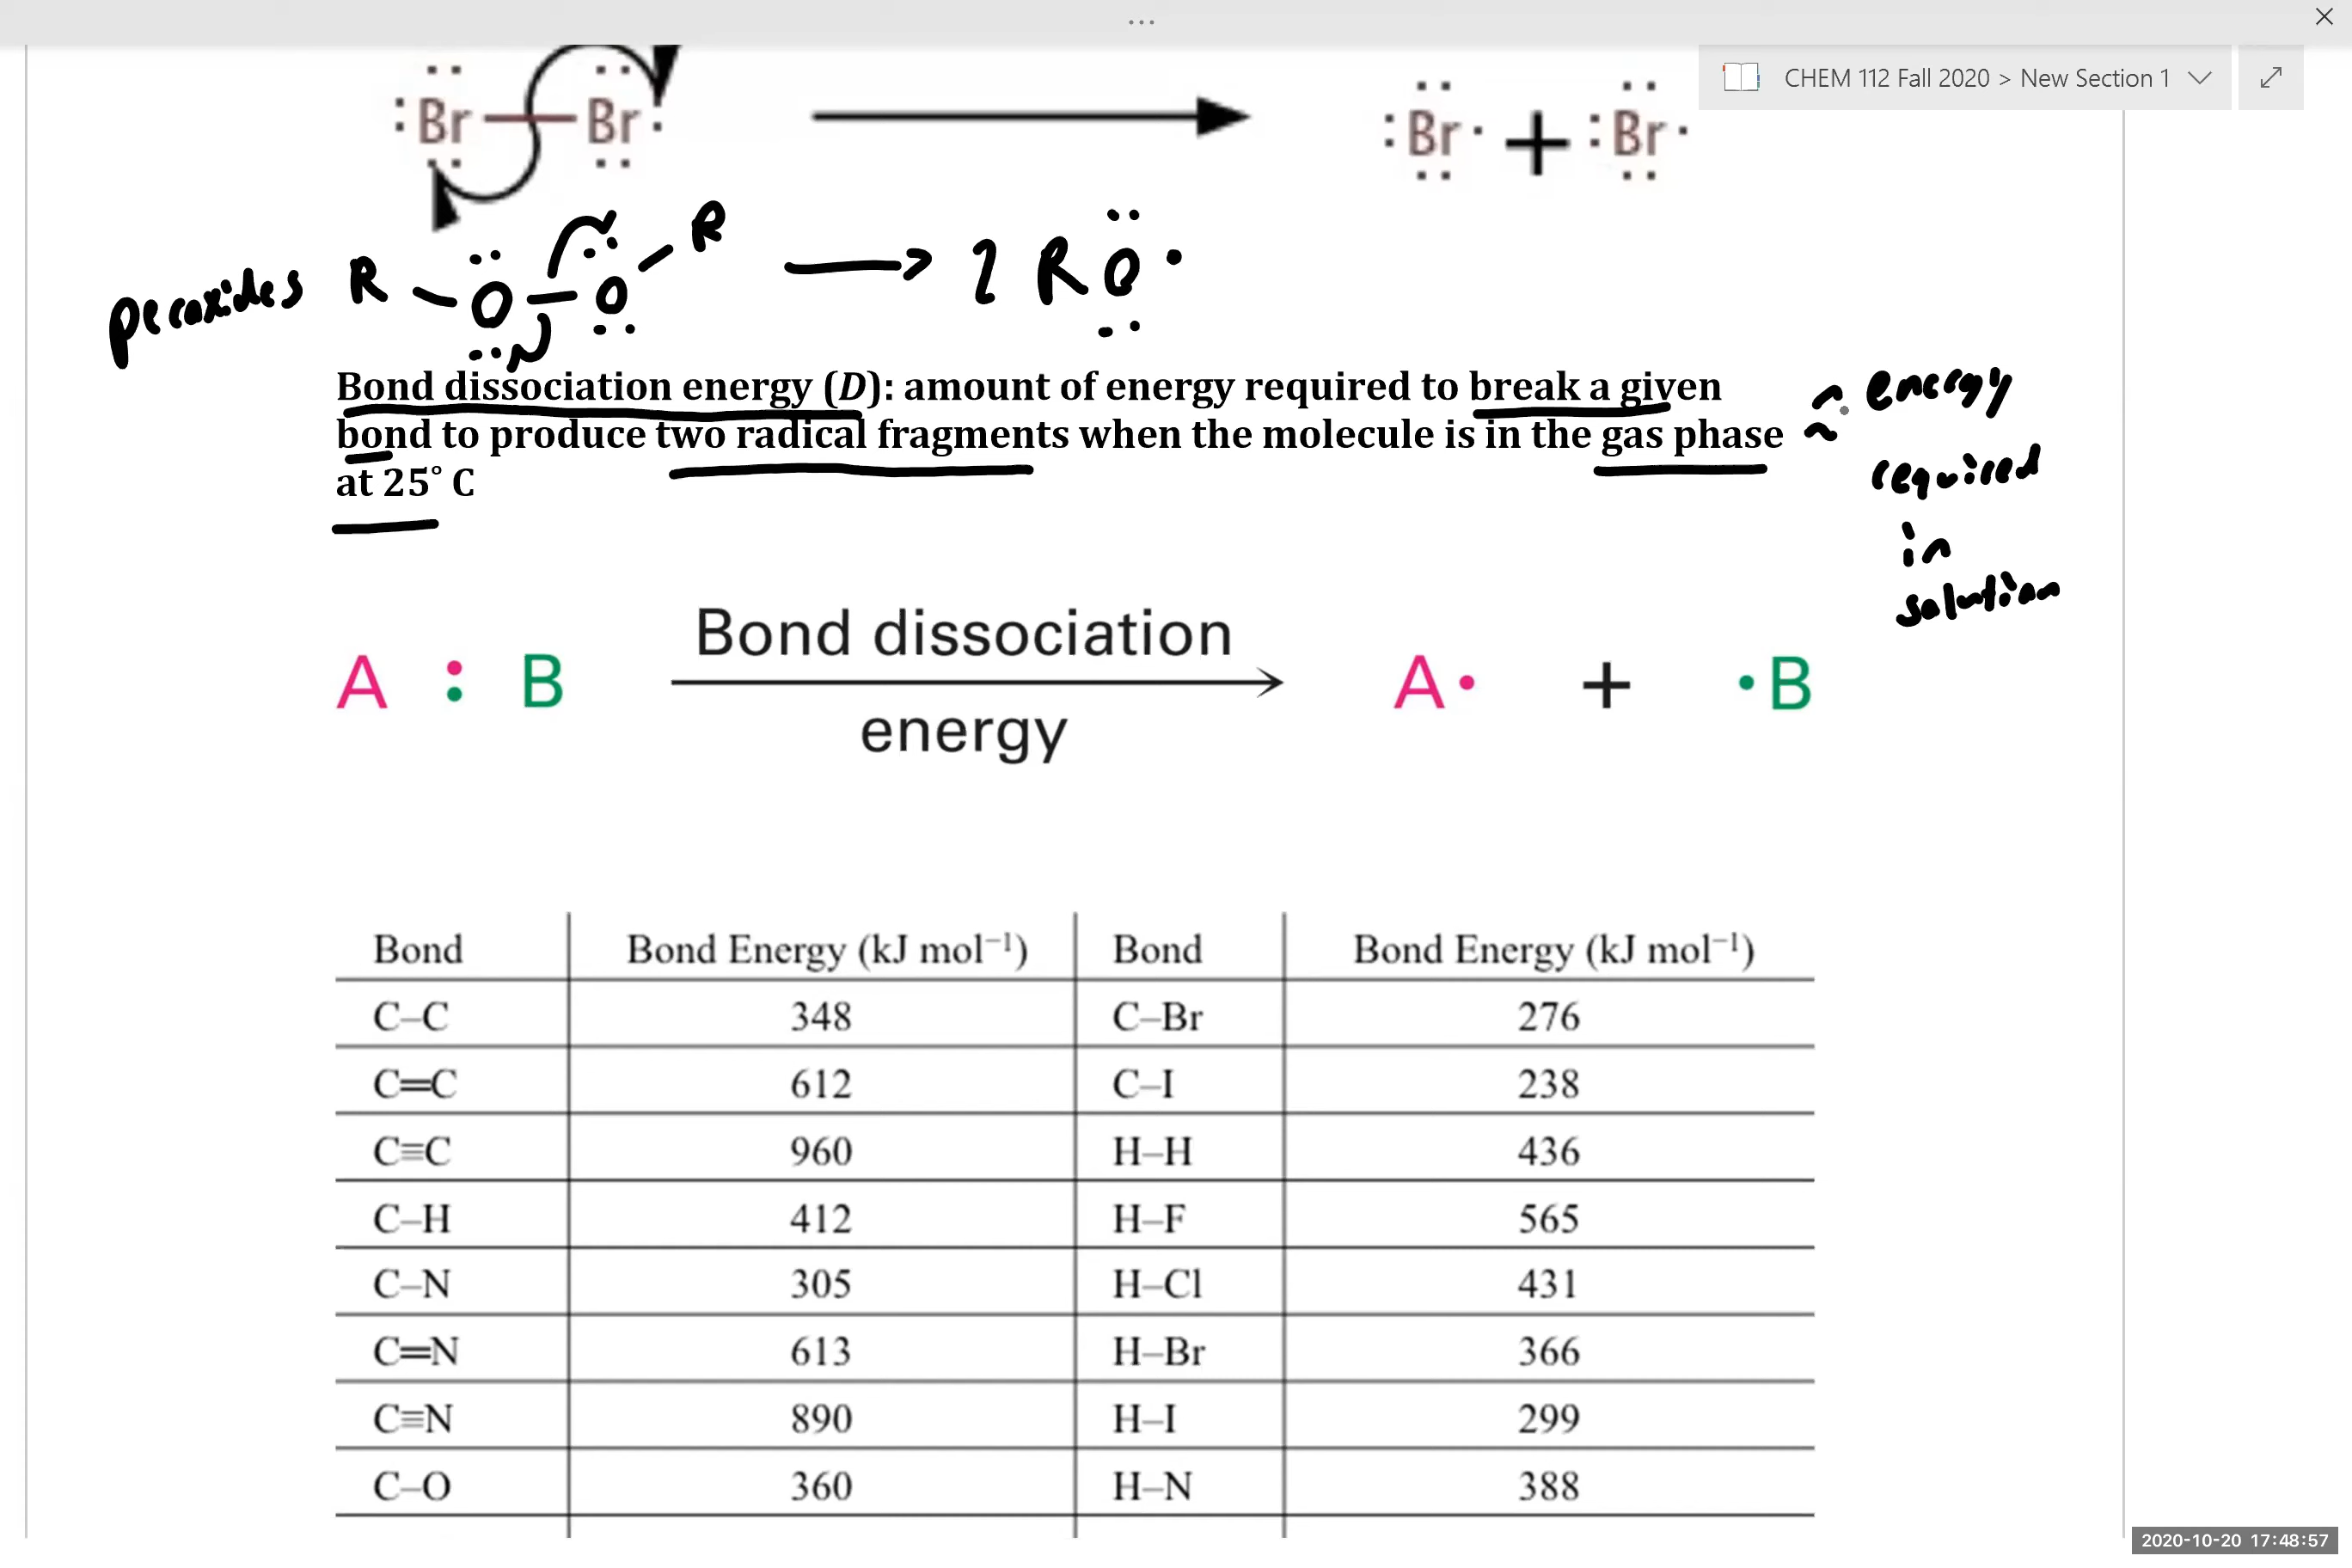 ...
CHEM 112 Fall 2020 > New Section 1
:Br—Br: :Br· + :Br·
peroxides R–O–O–R → 2 RO·
Bond dissociation energy (D): amount of energy required to break a given
bond to produce two radical fragments when the molecule is in the gas phase
at 25° C
≈ energy
required
in
solution
Bond dissociation
A : B A· + ·B
energy
Bond Bond Energy (kJ mol⁻¹) Bond Bond Energy (kJ mol⁻¹)
C–C 348 C–Br 276
C=C 612 C–I 238
C≡C 960 H–H 436
C–H 412 H–F 565
C–N 305 H–Cl 431
C=N 613 H–Br 366
C≡N 890 H–I 299
C–O 360 H–N 388
2020-10-20 17:48:57